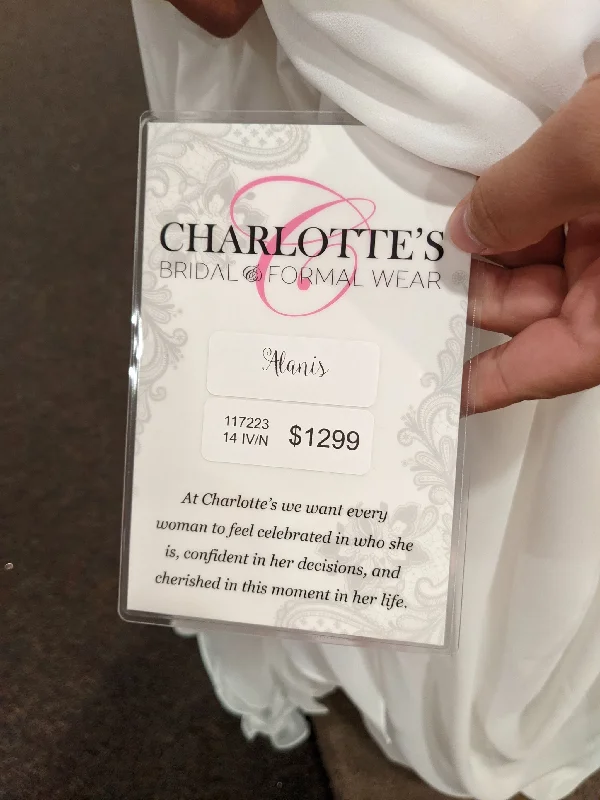 CHARLOTTE'S
BRIDAL & FORMAL WEAR
Alanis
117223
14 IV/N $1299
At Charlotte's we want every
woman to feel celebrated in who she
is, confident in her decisions, and
cherished in this moment in her life.